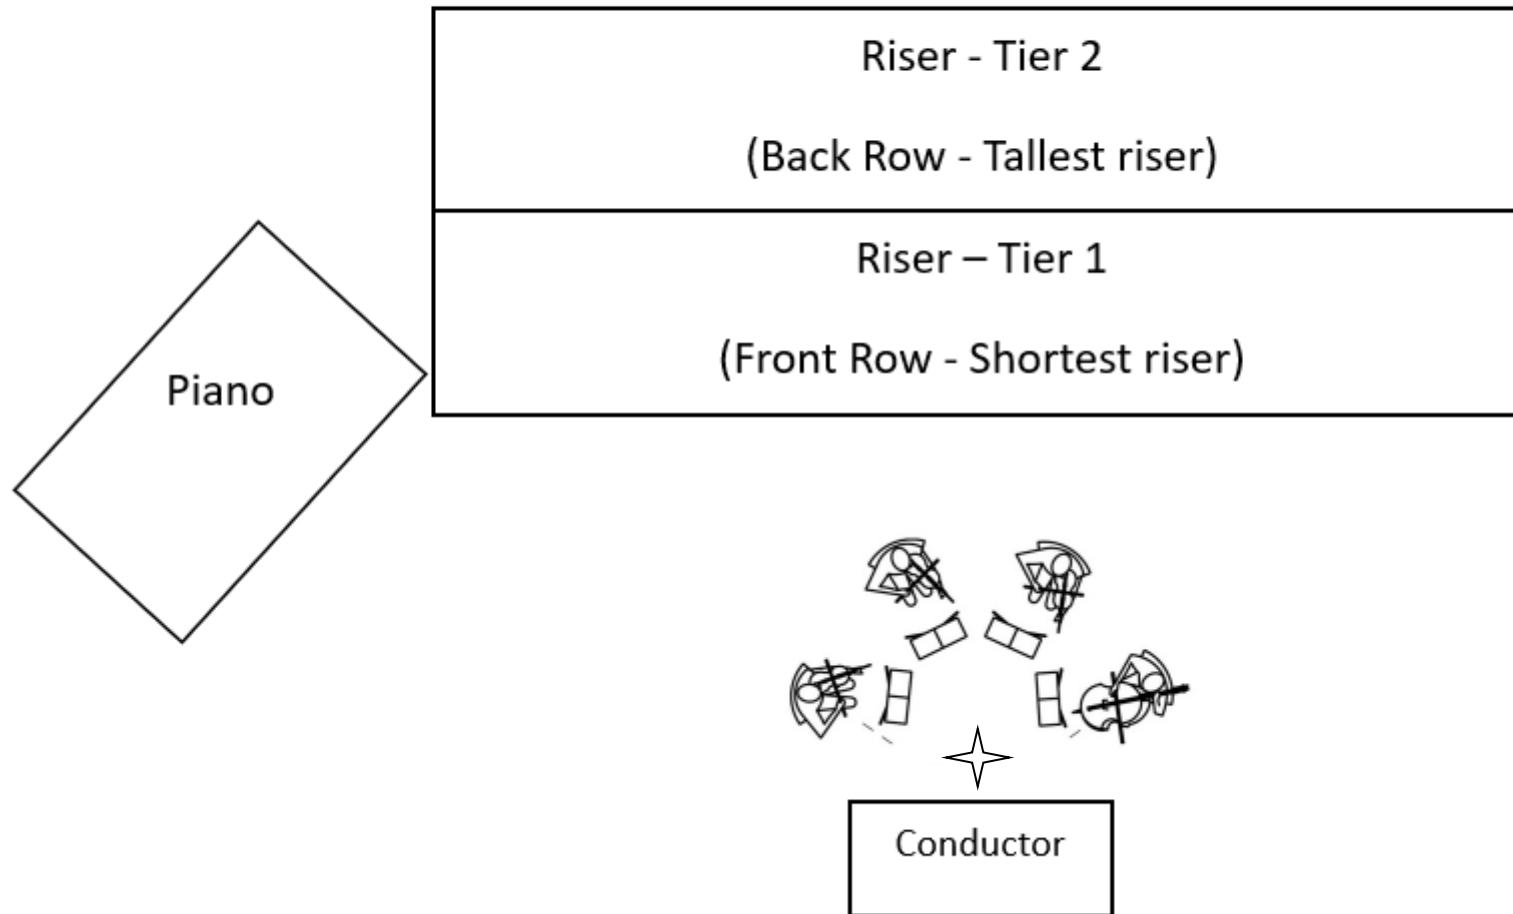 Riser - Tier 2
(Back Row - Tallest riser)
Riser – Tier 1
(Front Row - Shortest riser)
Piano
Conductor